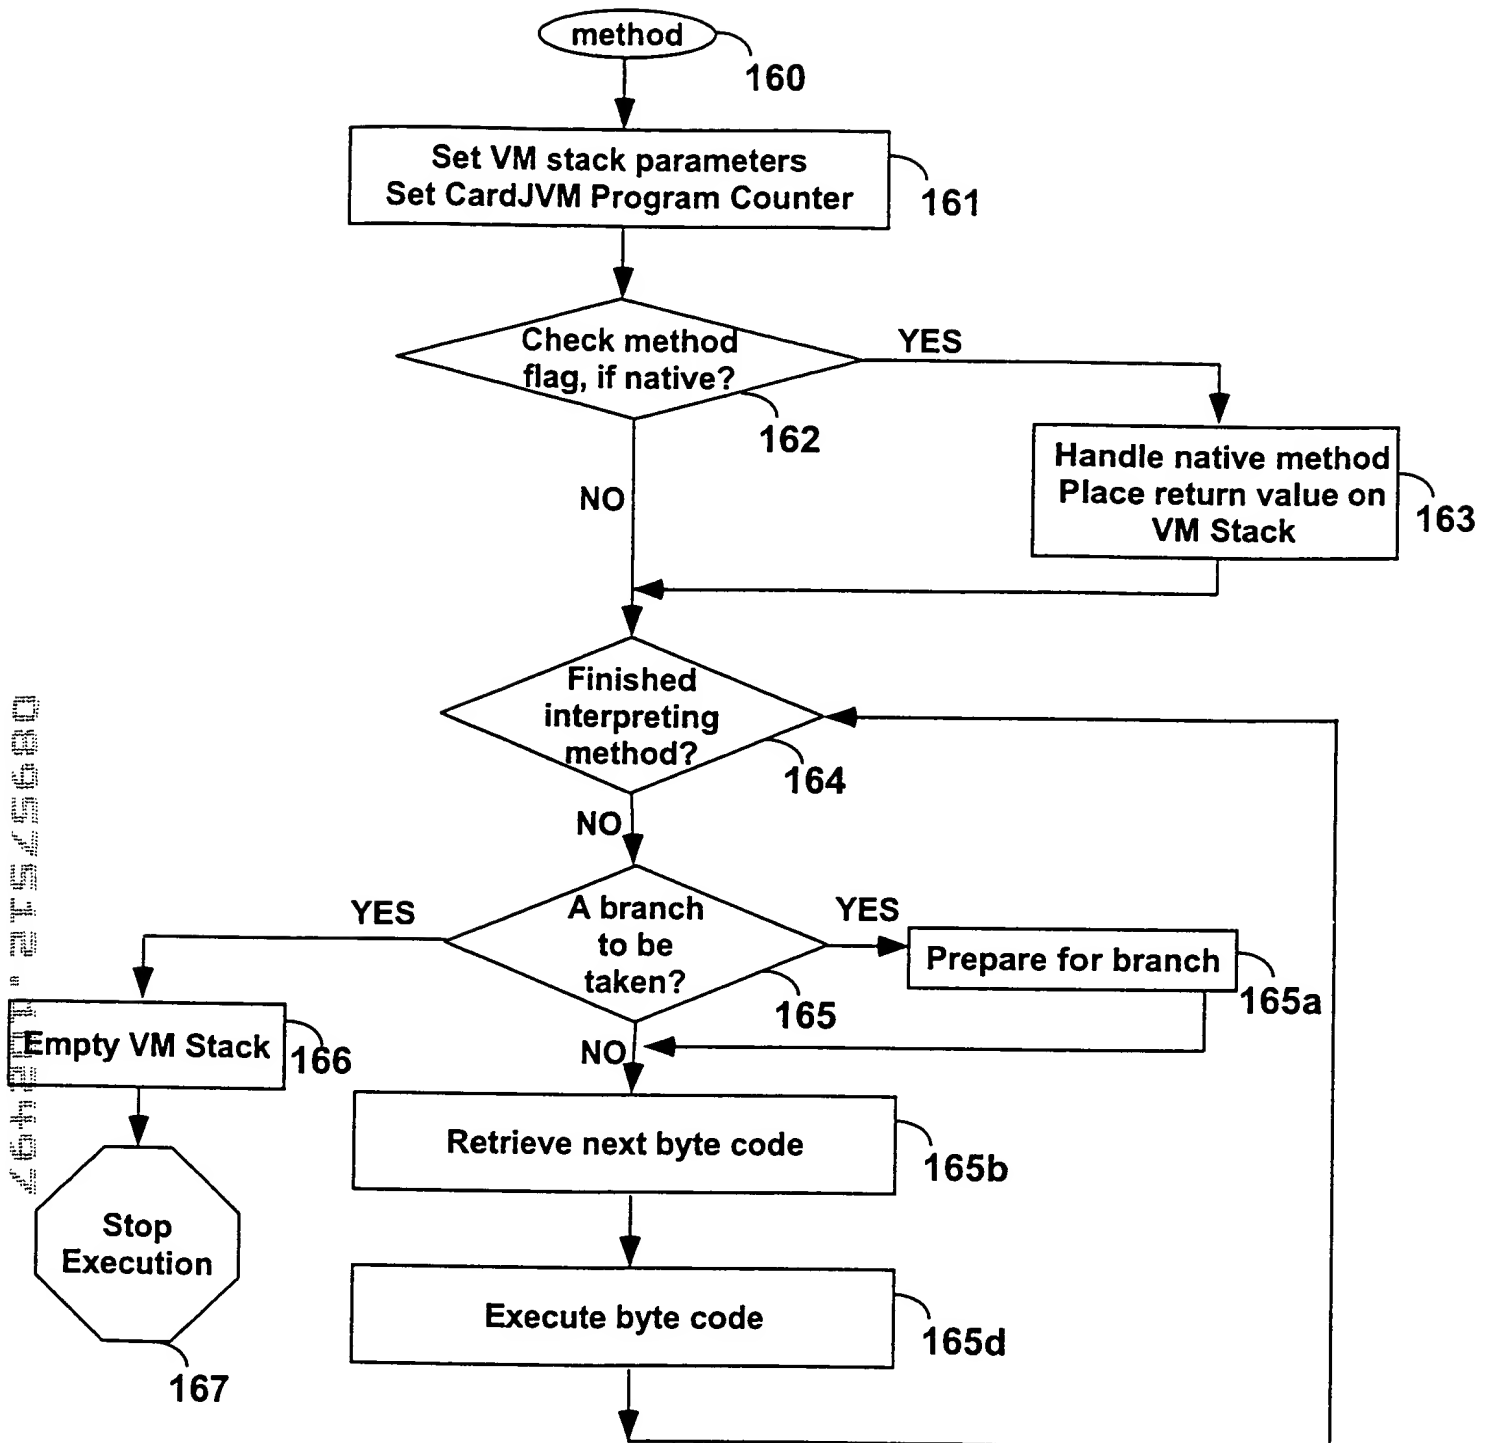 method
160
Set VM stack parameters
Set CardJVM Program Counter
161
Check method
flag, if native?
162
YES
NO
Handle native method
Place return value on
VM Stack
163
Finished
interpreting
method?
164
NO
A branch
to be
taken?
165
YES
YES
Prepare for branch
165a
NO
Empty VM Stack
166
Retrieve next byte code
165b
Stop
Execution
167
Execute byte code
165d